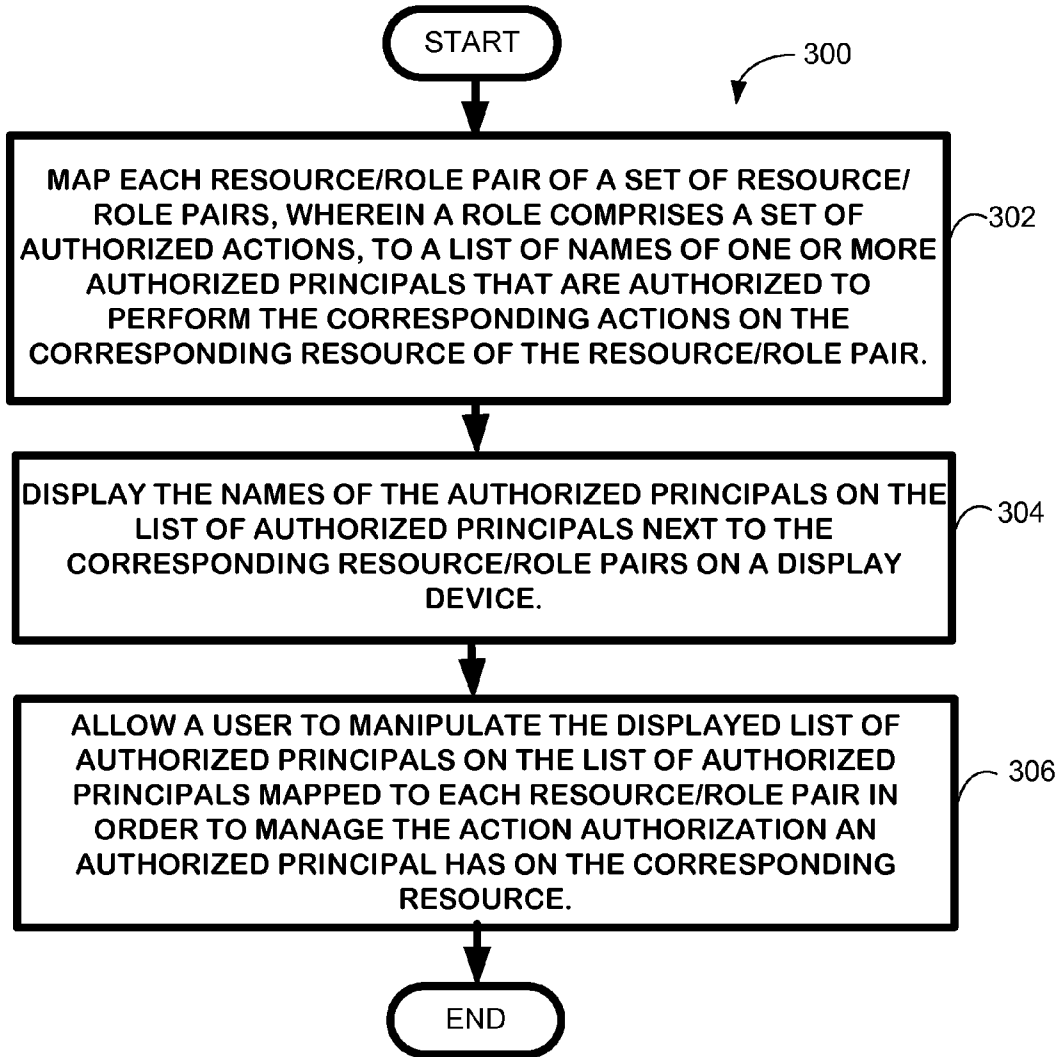 START
300
MAP EACH RESOURCE/ROLE PAIR OF A SET OF RESOURCE/
ROLE PAIRS, WHEREIN A ROLE COMPRISES A SET OF
AUTHORIZED ACTIONS, TO A LIST OF NAMES OF ONE OR MORE
AUTHORIZED PRINCIPALS THAT ARE AUTHORIZED TO
PERFORM THE CORRESPONDING ACTIONS ON THE
CORRESPONDING RESOURCE OF THE RESOURCE/ROLE PAIR.
302
DISPLAY THE NAMES OF THE AUTHORIZED PRINCIPALS ON THE
LIST OF AUTHORIZED PRINCIPALS NEXT TO THE
CORRESPONDING RESOURCE/ROLE PAIRS ON A DISPLAY
DEVICE.
304
ALLOW A USER TO MANIPULATE THE DISPLAYED LIST OF
AUTHORIZED PRINCIPALS ON THE LIST OF AUTHORIZED
PRINCIPALS MAPPED TO EACH RESOURCE/ROLE PAIR IN
ORDER TO MANAGE THE ACTION AUTHORIZATION AN
AUTHORIZED PRINCIPAL HAS ON THE CORRESPONDING
RESOURCE.
306
END